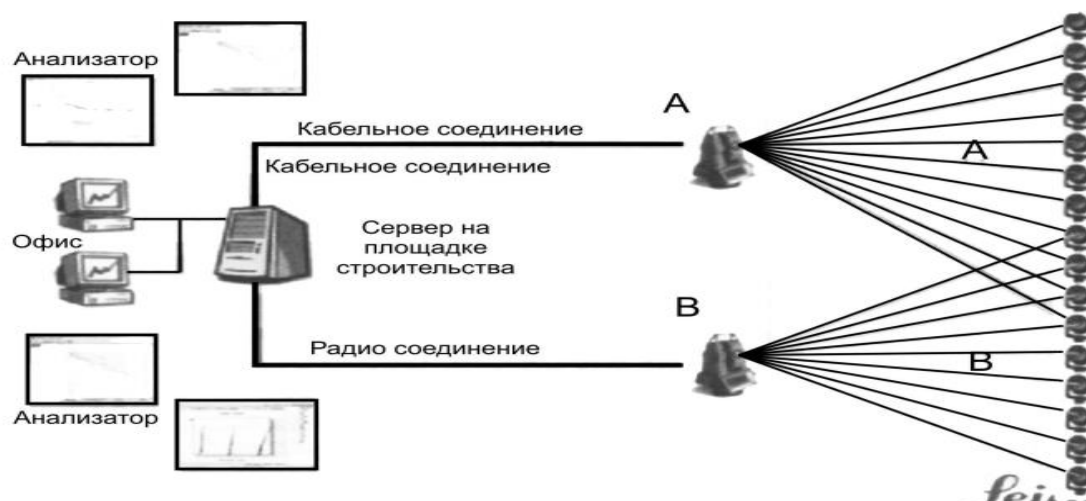 Анализатор
A
Кабельное соединение
Кабельное соединение
A
Офис
Сервер на
площадке
строительства
B
Радио соединение
B
Анализатор